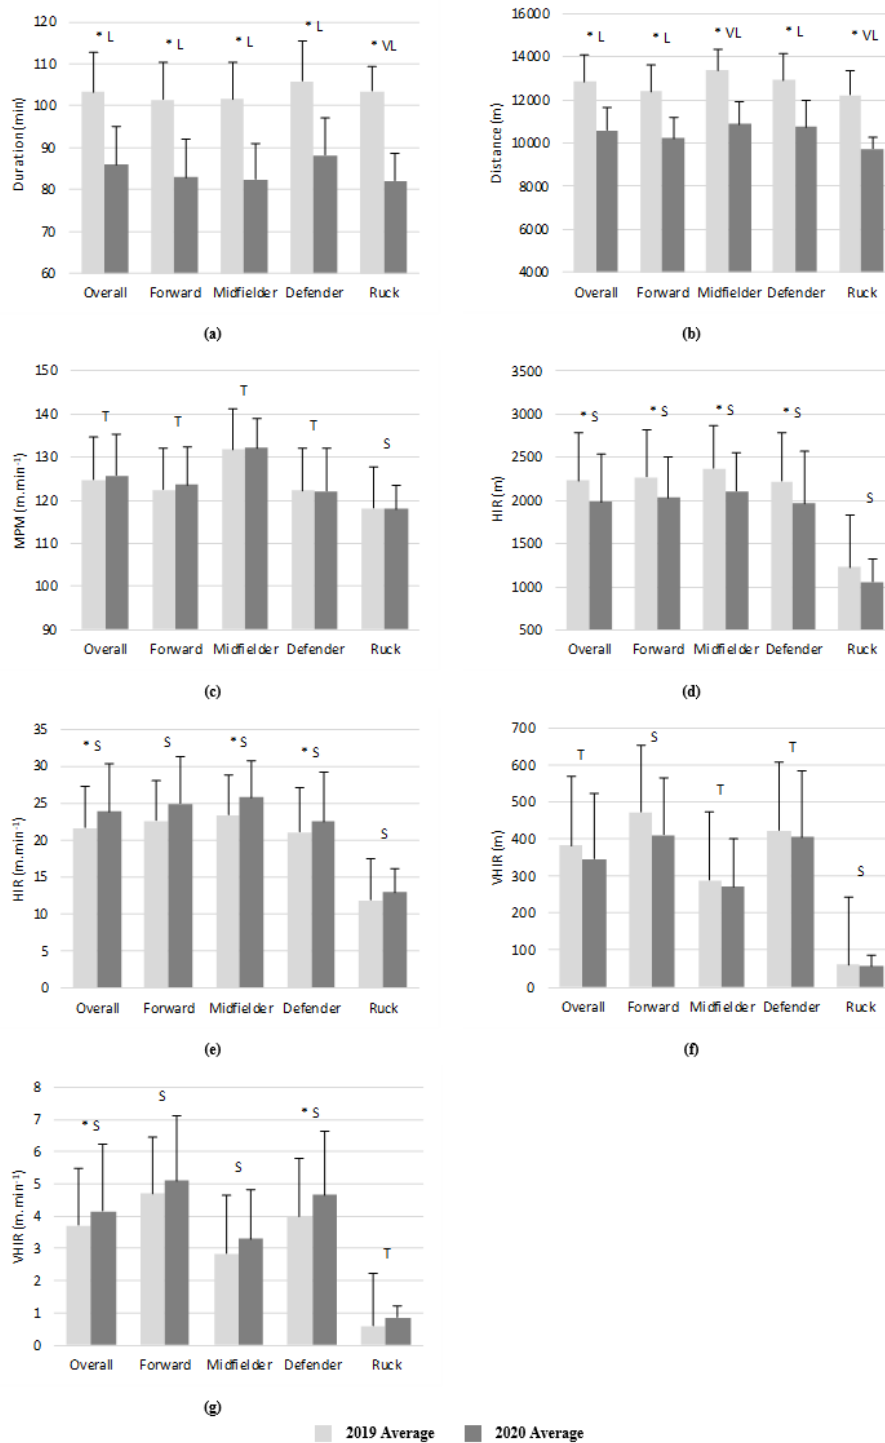 120
110
100
90
80
70
60
Duration (min)
* L
* L
* L
* L
* VL
Overall Forward Midfielder Defender Ruck
(a)
16000
14000
12000
10000
8000
6000
4000
Distance (m)
* L
* L
* VL
* L
* VL
Overall Forward Midfielder Defender Ruck
(b)
150
140
130
120
110
100
90
MPM (m.min⁻¹)
T
T
T
T
S
Overall Forward Midfielder Defender Ruck
(c)
3500
3000
2500
2000
1500
1000
500
HIR (m)
* S
* S
* S
* S
S
Overall Forward Midfielder Defender Ruck
(d)
35
30
25
20
15
10
5
0
HIR (m.min⁻¹)
* S
S
* S
* S
S
Overall Forward Midfielder Defender Ruck
(e)
700
600
500
400
300
200
100
0
VHIR (m)
T
S
T
T
S
Overall Forward Midfielder Defender Ruck
(f)
8
7
6
5
4
3
2
1
0
VHIR (m.min⁻¹)
* S
S
S
* S
T
Overall Forward Midfielder Defender Ruck
(g)
2019 Average 2020 Average